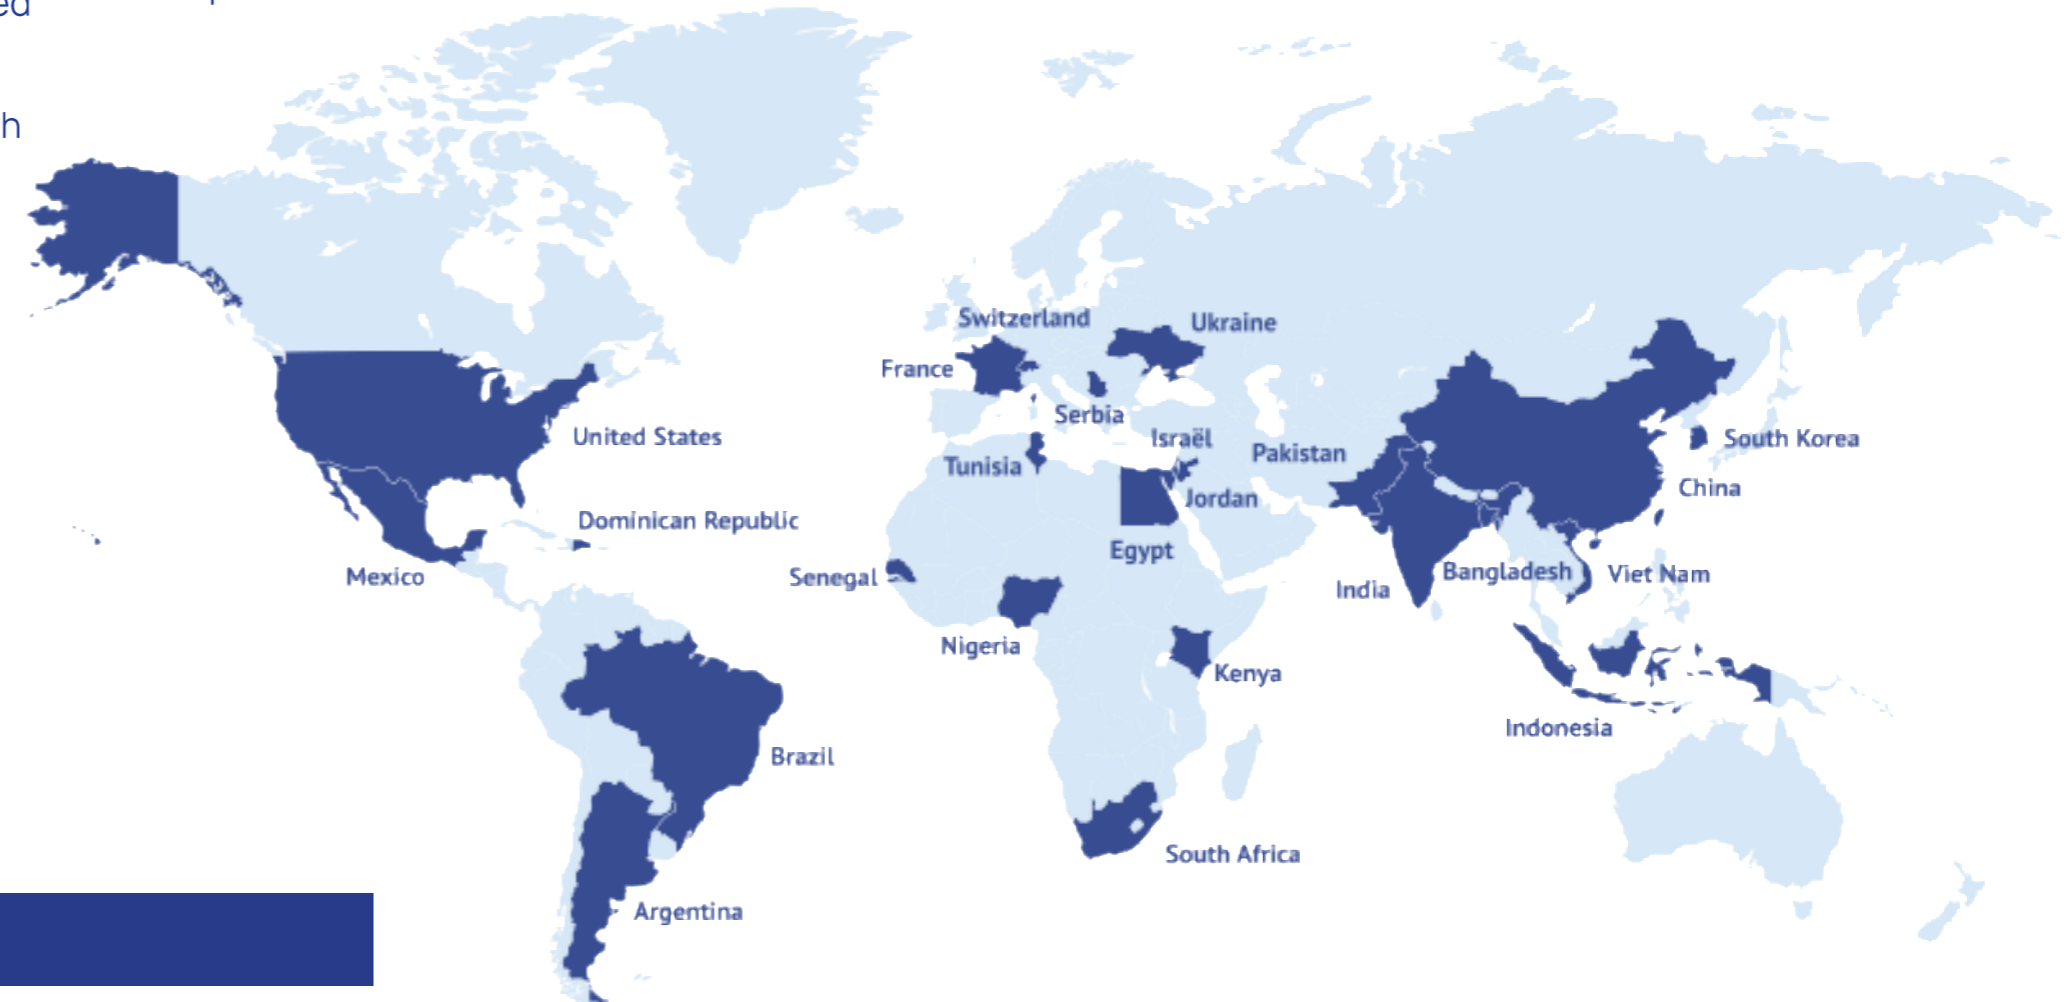 h
Switzerland
Ukraine
France
Serbia
United States
Israël
Pakistan
South Korea
Tunisia
China
Jordan
Dominican Republic
Egypt
Mexico
Senegal
Bangladesh
Viet Nam
India
Nigeria
Kenya
Indonesia
Brazil
South Africa
Argentina